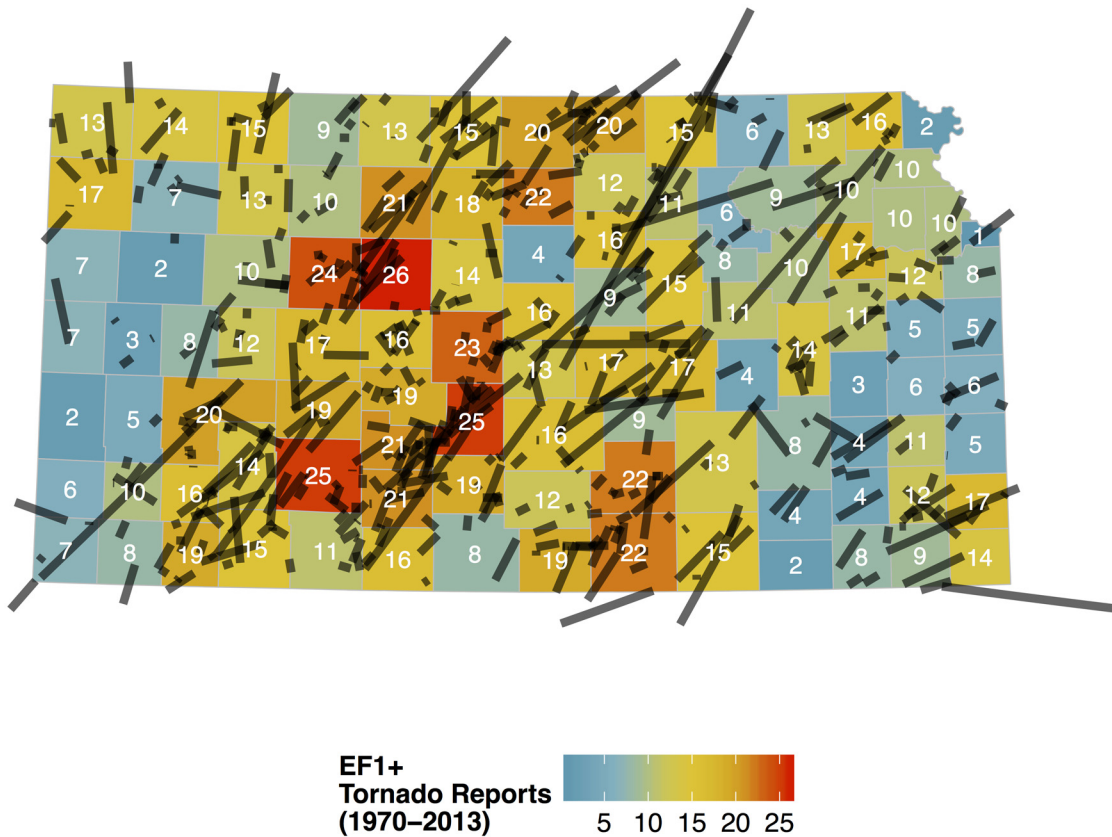 13 14 15 9 13 15 20 20 15 6 13 16 2
17 7 13 10 21 18 22 12 11 6 9 10 10 10 10 1
16
7 2 10 24 26 14 4 9 15 8 10 17 12 8
7 3 8 12 17 16 23 16 11 14 11 5 5
13 17 17 4 3 6 6
2 5 20 19 19 25 16 9 13 8 4 11 5
21
6 10 16 14 25 21 19 12 22 4 4 12 17
7 8 19 15 11 16 8 19 22 15 2 8 9 14
EF1+
Tornado Reports
(1970–2013)
5 10 15 20 25